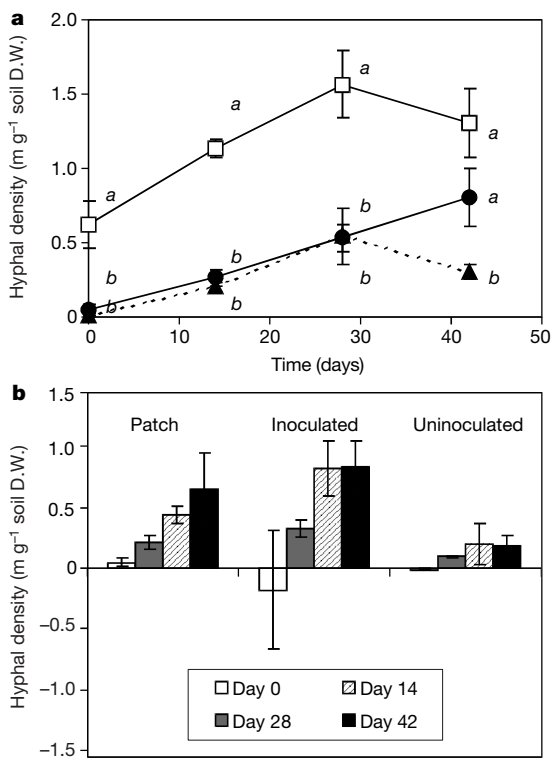 a
Hyphal density (m g⁻¹ soil D.W.)
2.0
1.5
1.0
0.5
0
a
a
a
a
a
b
b
b
b
b
b
b
0
10
20
30
40
50
Time (days)
b
Hyphal density (m g⁻¹ soil D.W.)
1.5
1.0
0.5
0
−0.5
−1.0
−1.5
Patch
Inoculated
Uninoculated
Day 0
Day 14
Day 28
Day 42